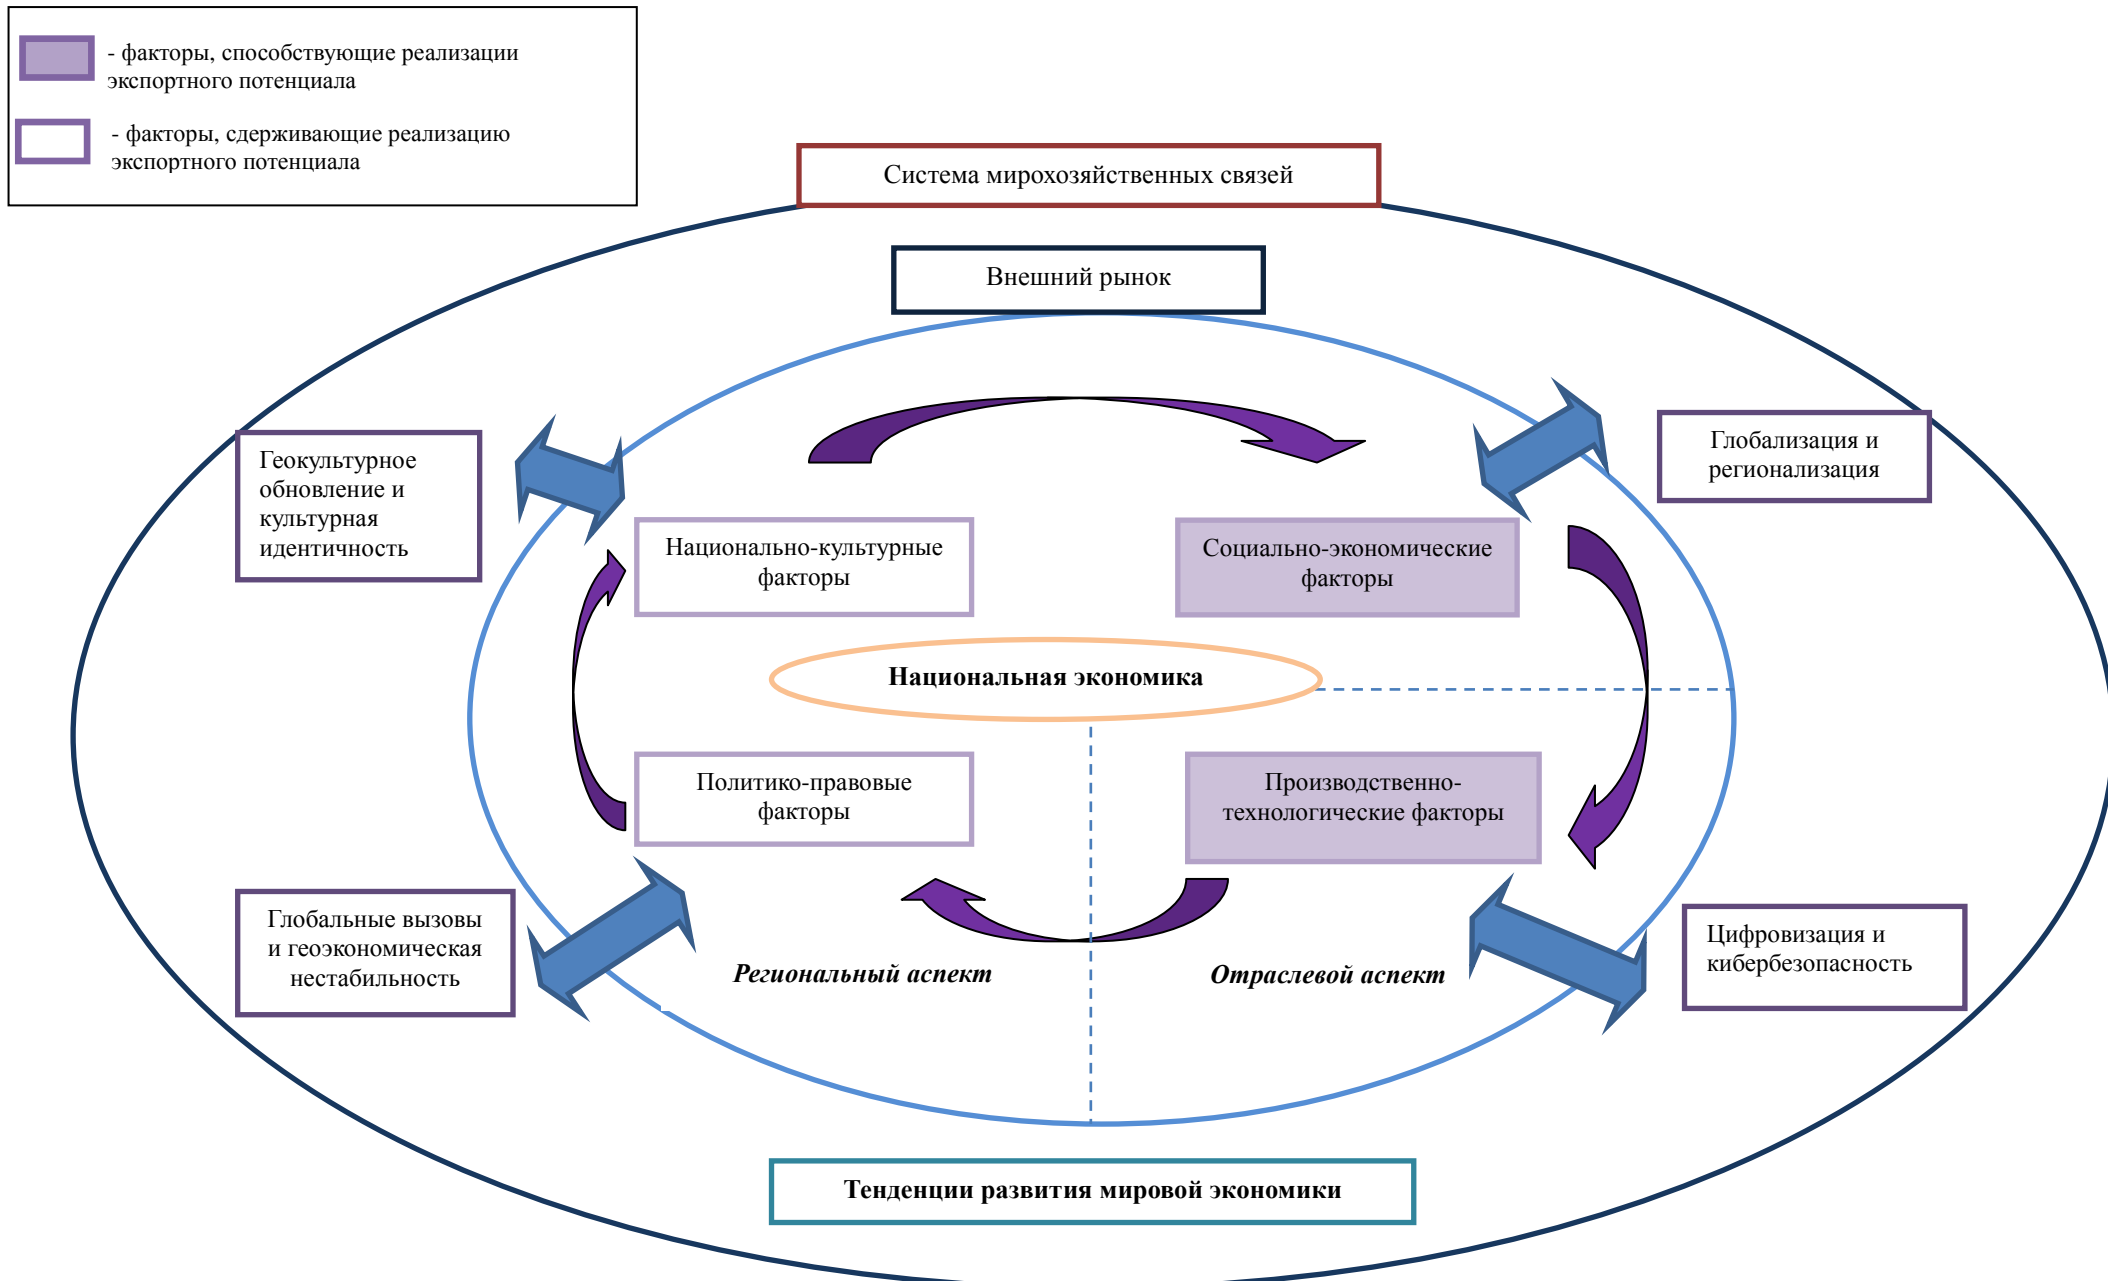 - факторы, способствующие реализации
экспортного потенциала
- факторы, сдерживающие реализацию
экспортного потенциала
Система мирохозяйственных связей
Внешний рынок
Геокультурное
обновление и
культурная
идентичность
Глобализация и
регионализация
Национально-культурные
факторы
Социально-экономические
факторы
Национальная экономика
Политико-правовые
факторы
Производственно-
технологические факторы
Глобальные вызовы
и геоэкономическая
нестабильность
Цифровизация и
кибербезопасность
Региональный аспект
Отраслевой аспект
Тенденции развития мировой экономики